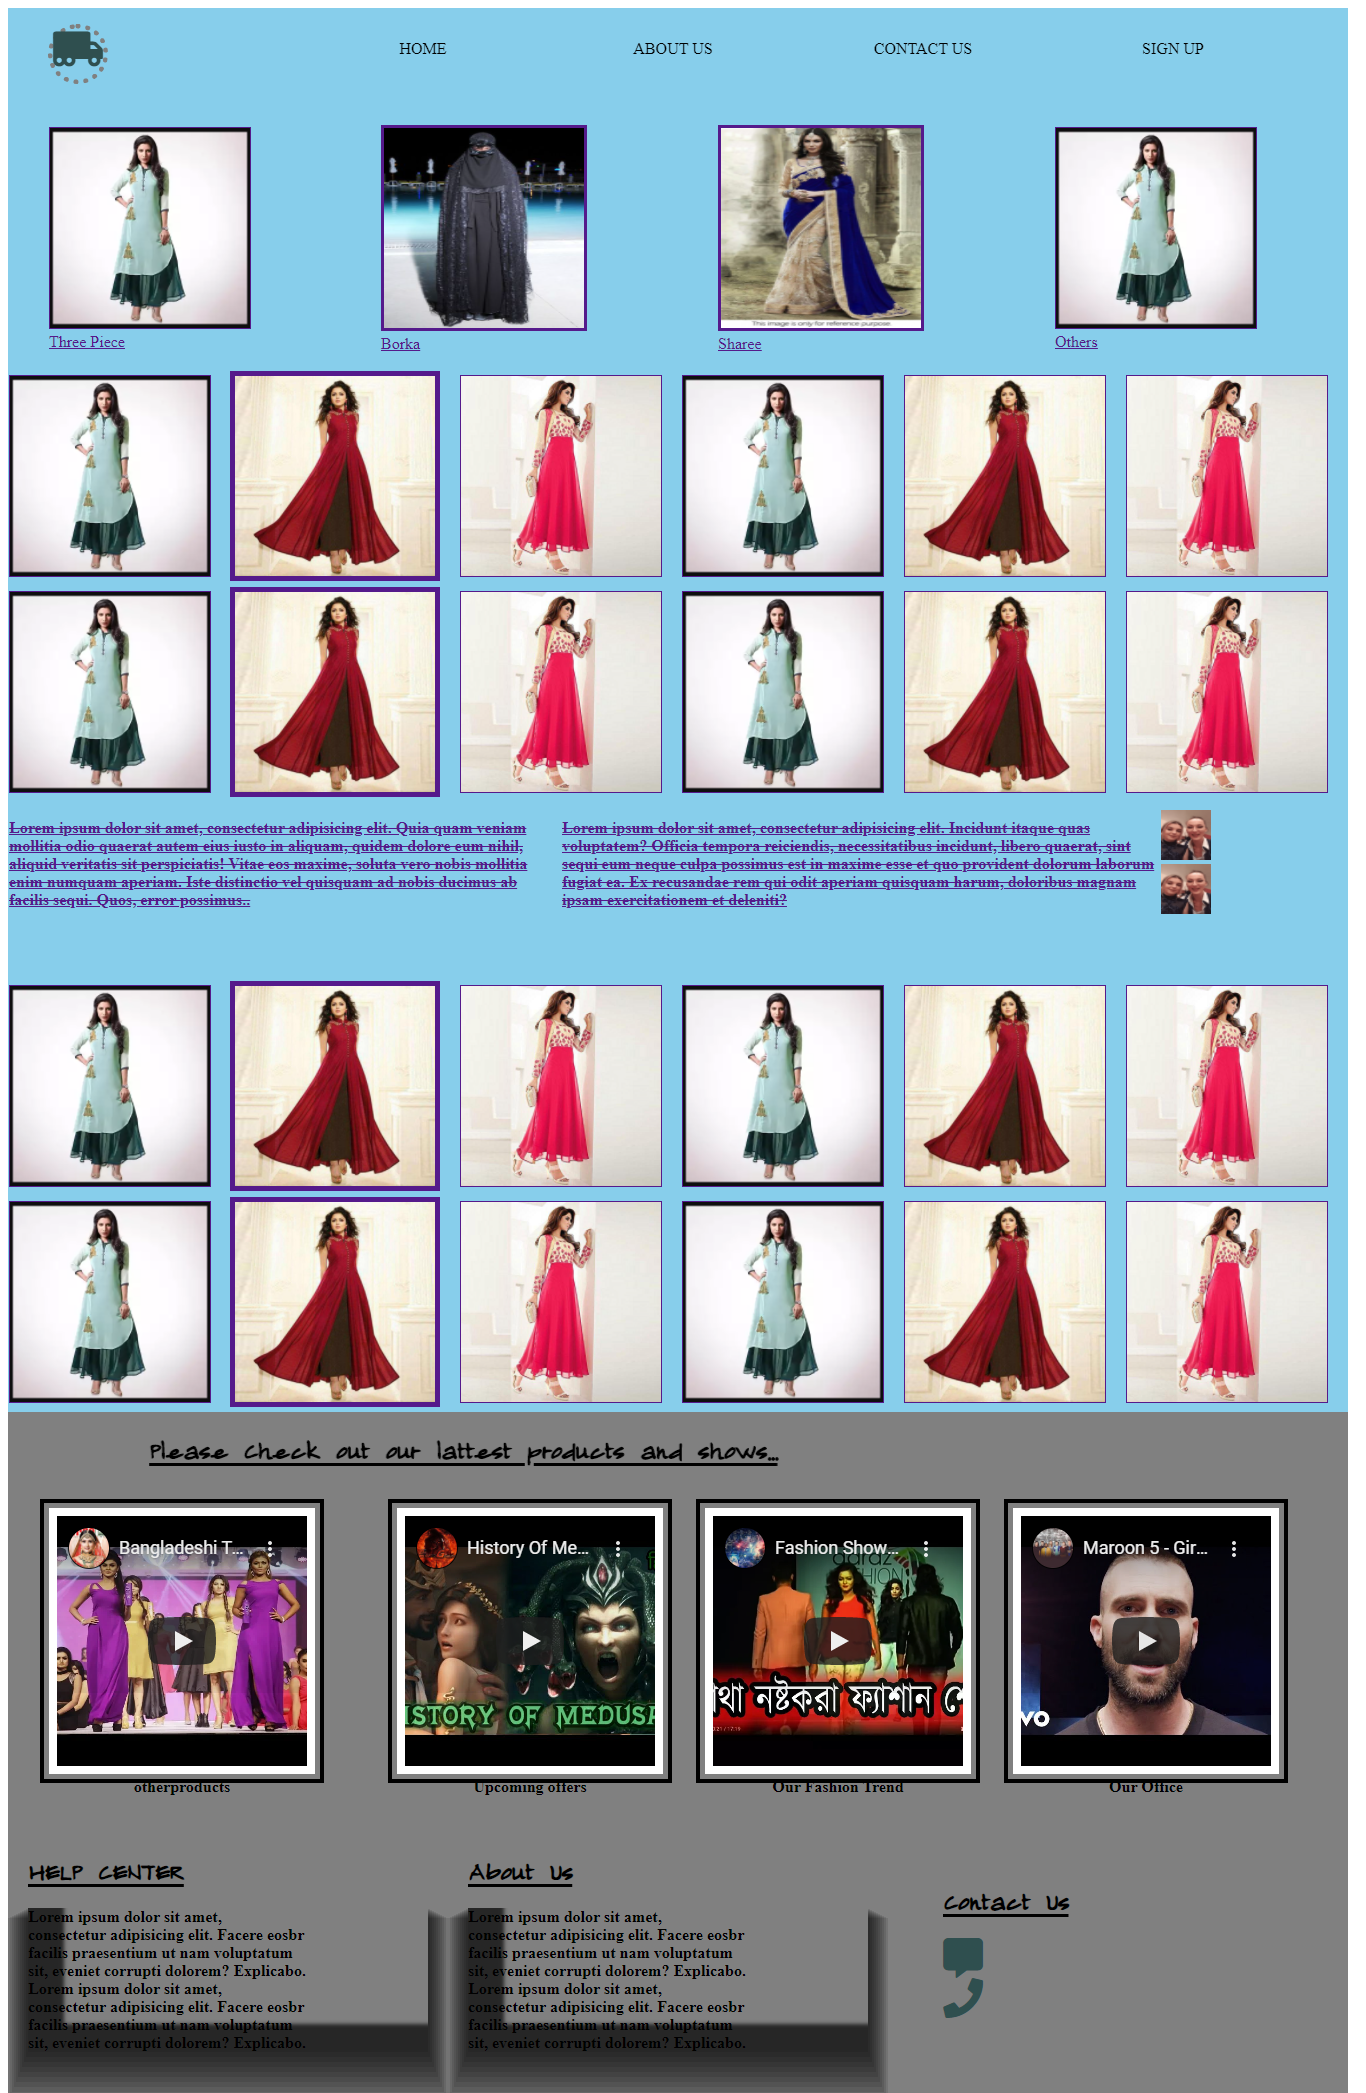 HOME
ABOUT US
CONTACT US
SIGN UP
This image is only for reference purpose
Three Piece
Borka
Sharee
Others
Lorem ipsum dolor sit amet, consectetur adipisicing elit. Quia quam veniam
mollitia odio quaerat autem eius iusto in aliquam, quidem dolore eum nihil,
aliquid veritatis sit perspiciatis! Vitae eos maxime, soluta vero nobis mollitia
enim numquam aperiam. Iste distinctio vel quisquam ad nobis ducimus ab
facilis sequi. Quos, error possimus..
Lorem ipsum dolor sit amet, consectetur adipisicing elit. Incidunt itaque quas
voluptatem? Officia tempora reiciendis, necessitatibus incidunt, libero quaerat, sint
sequi eum neque culpa possimus est in maxime esse et quo provident dolorum laborum
fugiat ea. Ex recusandae rem qui odit aperiam quisquam harum, doloribus magnam
ipsam exercitationem et deleniti?
Please Check out our lattest products and shows...
Bangladeshi T...
otherproducts
History Of Me...
ISTORY OF MEDUSA
Upcoming offers
Fashion Show...
daraz
FASHION
াথা নষ্টকরা ফ্যাশান শো
0:21 / 17:19
Our Fashion Trend
Maroon 5 - Gir...
vo
Our Office
HELP CENTER
Lorem ipsum dolor sit amet,
consectetur adipisicing elit. Facere eosbr
facilis praesentium ut nam voluptatum
sit, eveniet corrupti dolorem? Explicabo.
Lorem ipsum dolor sit amet,
consectetur adipisicing elit. Facere eosbr
facilis praesentium ut nam voluptatum
sit, eveniet corrupti dolorem? Explicabo.
About Us
Lorem ipsum dolor sit amet,
consectetur adipisicing elit. Facere eosbr
facilis praesentium ut nam voluptatum
sit, eveniet corrupti dolorem? Explicabo.
Lorem ipsum dolor sit amet,
consectetur adipisicing elit. Facere eosbr
facilis praesentium ut nam voluptatum
sit, eveniet corrupti dolorem? Explicabo.
Contact Us